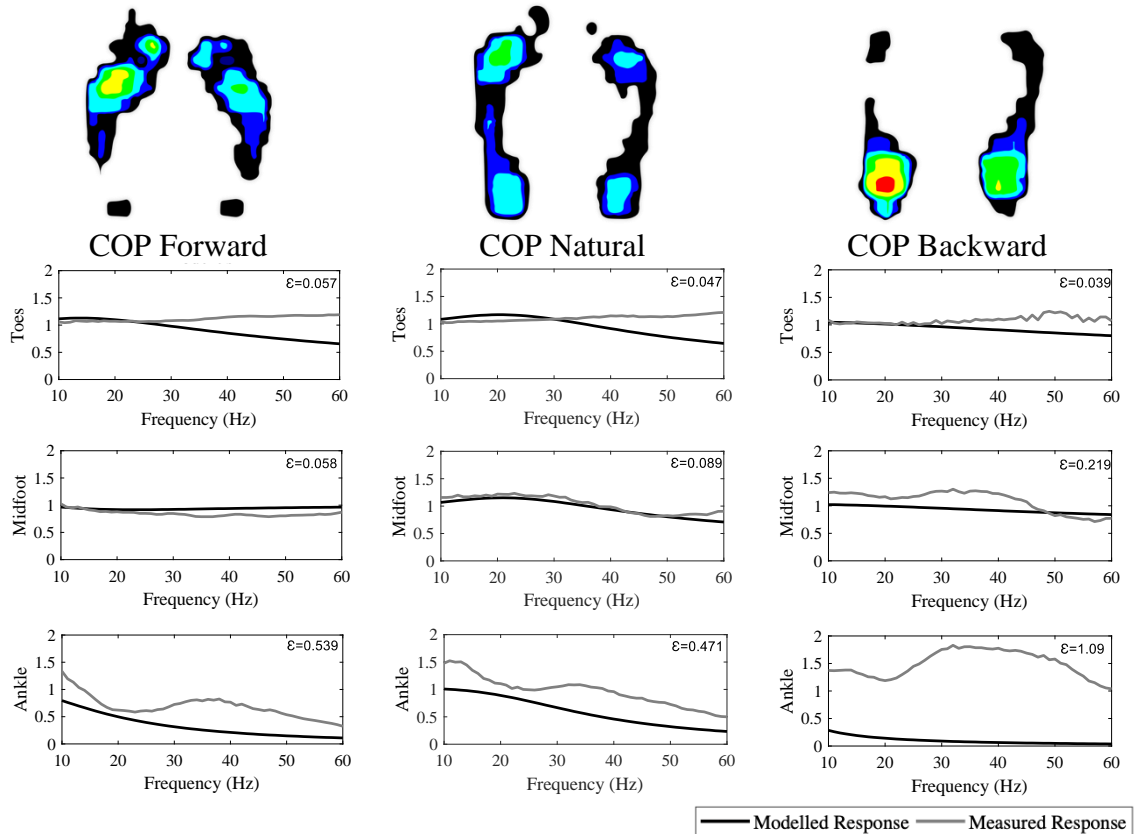 COP Forward COP Natural COP Backward
2 1.5 1 0.5 0 Toes ε=0.057
10 20 30 40 50 60
Frequency (Hz)
2 1.5 1 0.5 0 Toes ε=0.047
10 20 30 40 50 60
Frequency (Hz)
2 1.5 1 0.5 0 Toes ε=0.039
10 20 30 40 50 60
Frequency (Hz)
2 1.5 1 0.5 0 Midfoot ε=0.058
10 20 30 40 50 60
Frequency (Hz)
2 1.5 1 0.5 0 Midfoot ε=0.089
10 20 30 40 50 60
Frequency (Hz)
2 1.5 1 0.5 0 Midfoot ε=0.219
10 20 30 40 50 60
Frequency (Hz)
2 1.5 1 0.5 0 Ankle ε=0.539
10 20 30 40 50 60
Frequency (Hz)
2 1.5 1 0.5 0 Ankle ε=0.471
10 20 30 40 50 60
Frequency (Hz)
2 1.5 1 0.5 0 Ankle ε=1.09
10 20 30 40 50 60
Frequency (Hz)
Modelled Response Measured Response